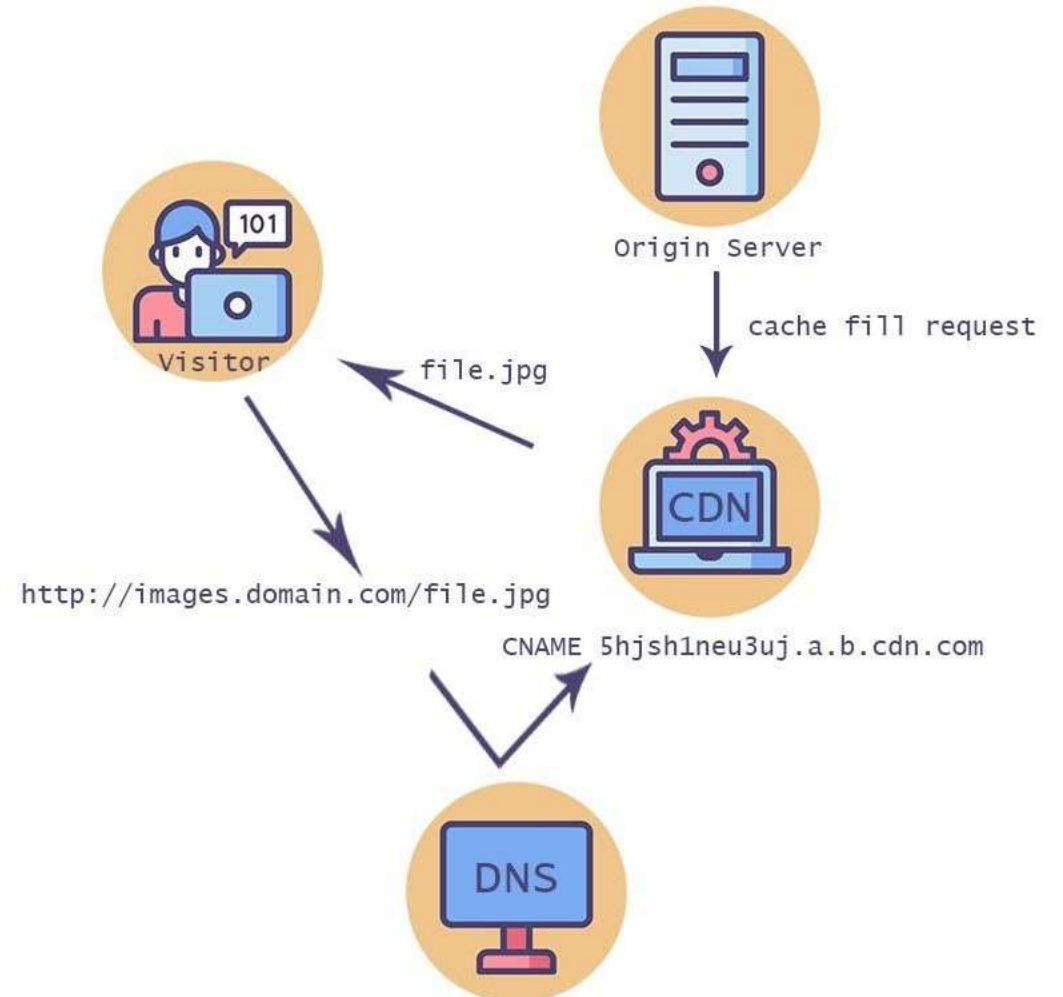 Origin Server
cache fill request
101
Visitor
file.jpg
CDN
http://images.domain.com/file.jpg
CNAME 5hjsh1neu3uj.a.b.cdn.com
DNS